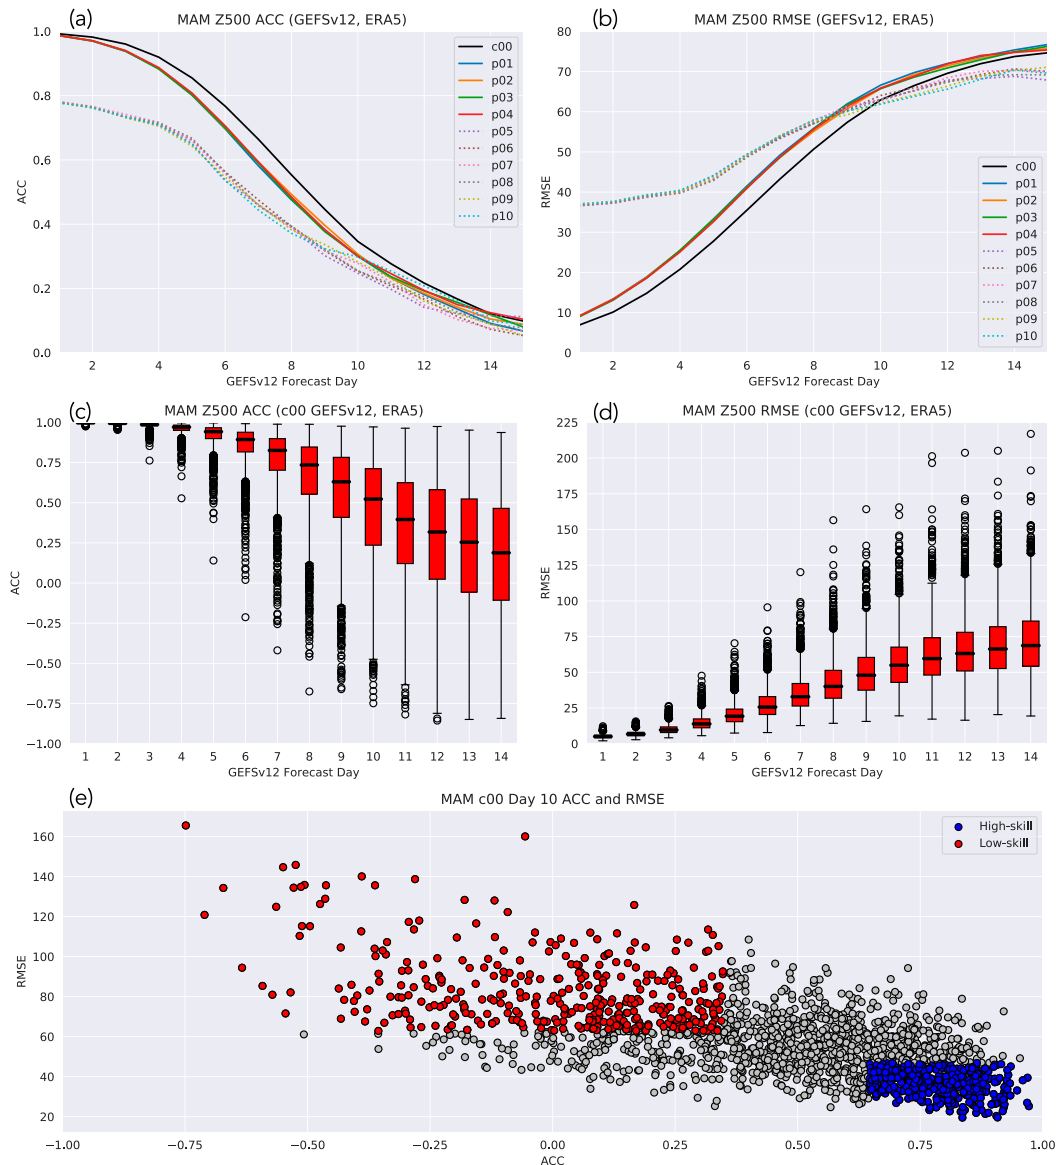 (a)
MAM Z500 ACC (GEFSv12, ERA5)
1.0
0.8
0.6
0.4
0.2
0.0
ACC
2 4 6 8 10 12 14
GEFSv12 Forecast Day
c00
p01
p02
p03
p04
p05
p06
p07
p08
p09
p10
(b)
MAM Z500 RMSE (GEFSv12, ERA5)
80
70
60
50
40
30
20
10
0
RMSE
2 4 6 8 10 12 14
GEFSv12 Forecast Day
c00
p01
p02
p03
p04
p05
p06
p07
p08
p09
p10
(c)
MAM Z500 ACC (c00 GEFSv12, ERA5)
1.00
0.75
0.50
0.25
0.00
−0.25
−0.50
−0.75
−1.00
ACC
1 2 3 4 5 6 7 8 9 10 11 12 13 14
GEFSv12 Forecast Day
(d)
MAM Z500 RMSE (c00 GEFSv12, ERA5)
225
200
175
150
125
100
75
50
25
0
RMSE
1 2 3 4 5 6 7 8 9 10 11 12 13 14
GEFSv12 Forecast Day
(e)
MAM c00 Day 10 ACC and RMSE
160
140
120
100
80
60
40
20
RMSE
−1.00 −0.75 −0.50 −0.25 0.00 0.25 0.50 0.75 1.00
ACC
High-skill
Low-skill